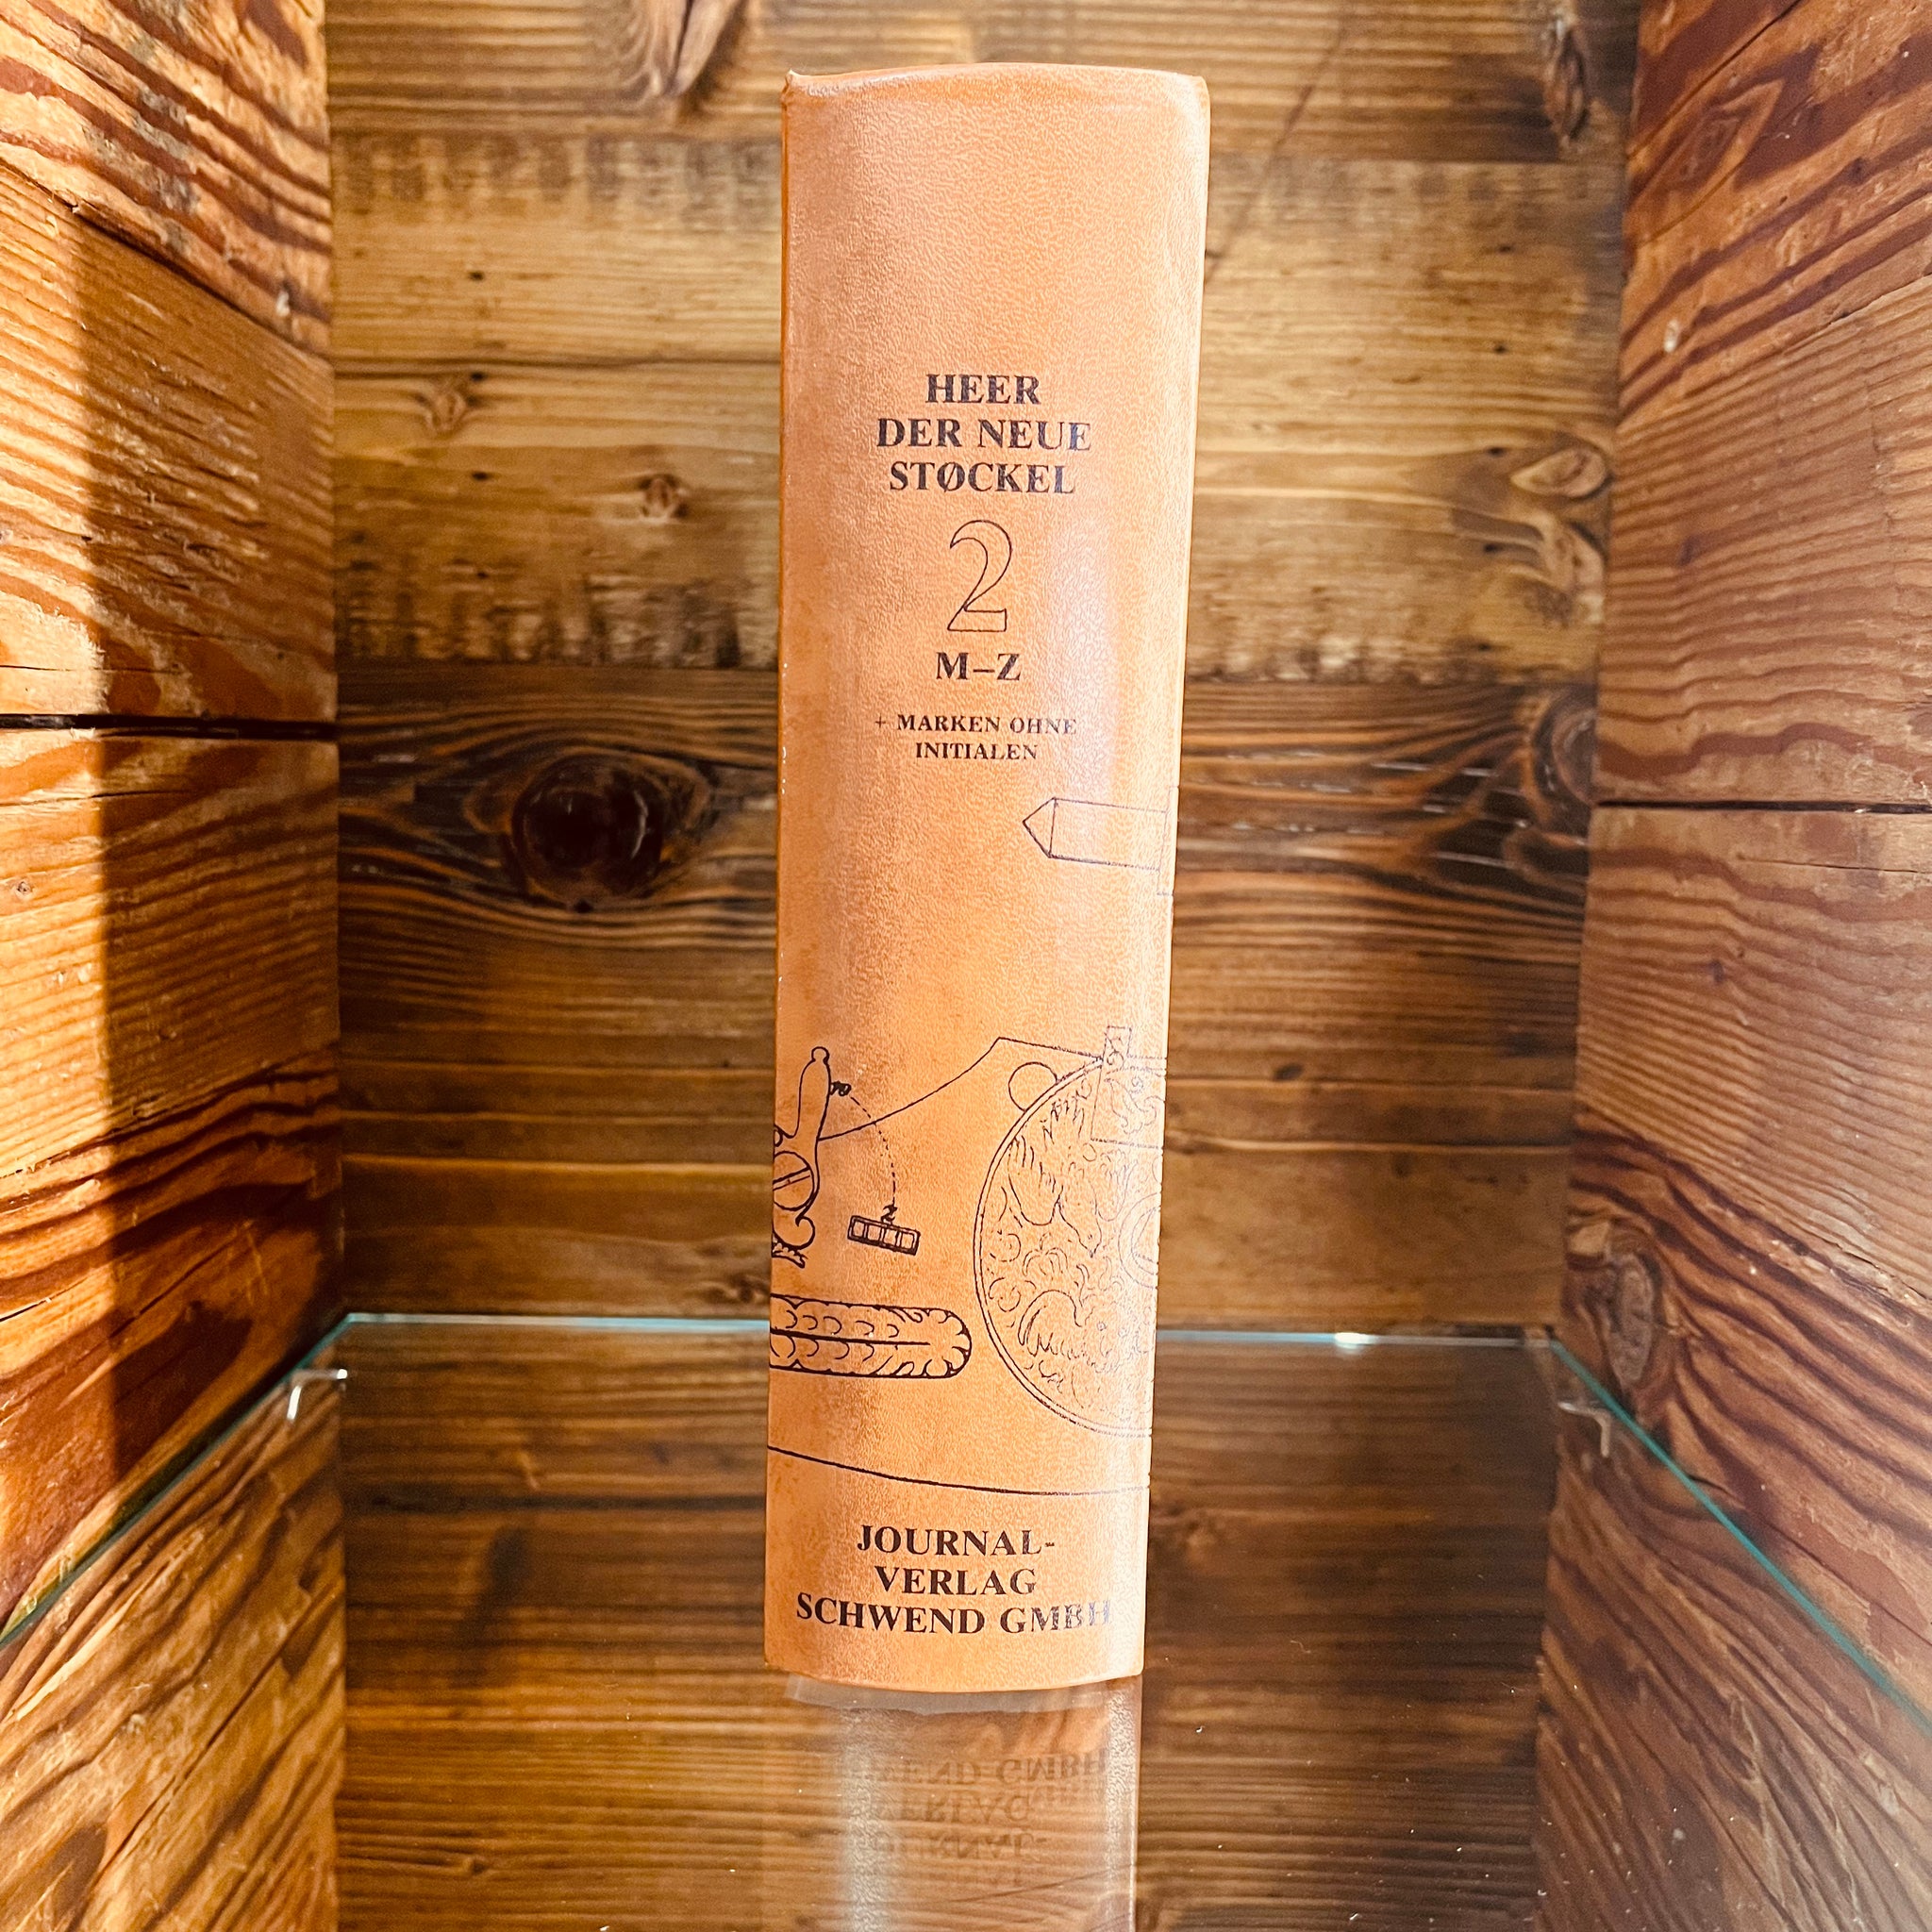 HEER
DER NEUE
STØCKEL
2
M–Z
+ MARKEN OHNE
INITIALEN
JOURNAL-
VERLAG
SCHWEND GMBH